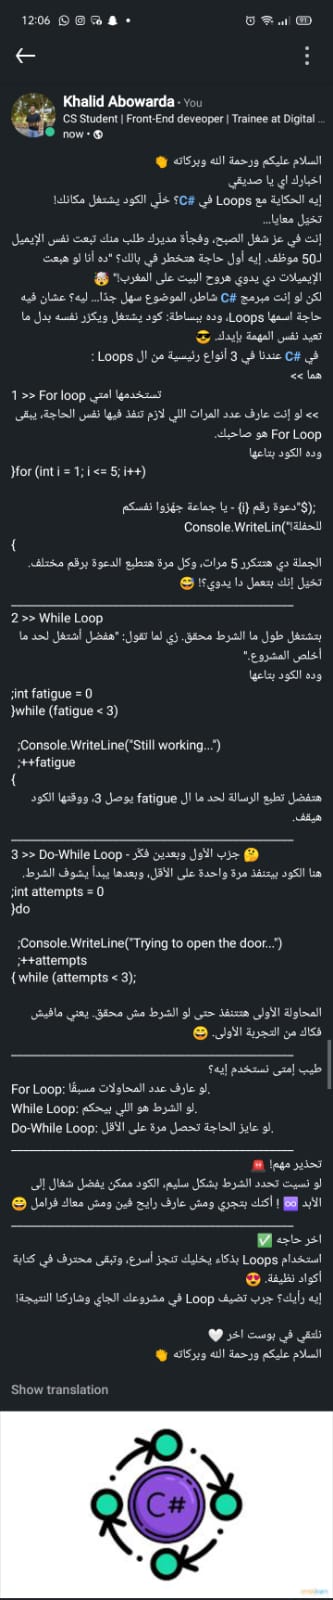 12:06
91
Khalid Abowarda • You
CS Student | Front-End deveoper | Trainee at Digital ...
now •
السلام عليكم ورحمة الله وبركاته 👏
اخبارك اي يا صديقي
إيه الحكاية مع Loops في #C؟ خلّي الكود يشتغل مكانك!
تخيّل معايا...
إنت في عز شغل الصبح، وفجأة مديرك طلب منك تبعت نفس الإيميل
لـ50 موظف. إيه أول حاجة هتخطر في بالك؟ "ده أنا لو هبعت
الإيميلات دي يدوي هروح البيت على المغرب!" 🤯
لكن لو إنت مبرمج #C شاطر، الموضوع سهل جدًا... ليه؟ عشان فيه
حاجة اسمها Loops، وده ببساطة: كود يشتغل ويكرّر نفسه بدل ما
تعيد نفس المهمة بإيدك. 😎
في #C عندنا في 3 أنواع رئيسية من ال Loops :
هما >>
1 >> For loop تستخدمها امتي
>> لو إنت عارف عدد المرات اللي لازم تنفذ فيها نفس الحاجة، يبقى
For Loop هو صاحبك.
وده الكود بتاعها
}for (int i = 1; i <= 5; i++)
;($"دعوة رقم {i} - يا جماعة جهّزوا نفسكم
للحفلة!")Console.WriteLin
{
الجملة دي هتتكرر 5 مرات، وكل مرة هتطبع الدعوة برقم مختلف.
تخيل إنك بتعمل دا يدوي؟! 😅
2 >> While Loop
بتشتغل طول ما الشرط محقق. زي لما تقول: "هفضل أشتغل لحد ما
أخلص المشروع."
وده الكود بتاعها
;int fatigue = 0
}while (fatigue < 3)
;Console.WriteLine("Still working...")
;++fatigue
{
هتفضل تطبع الرسالة لحد ما ال fatigue يوصل 3، ووقتها الكود
هيقف.
3 >> Do-While Loop - جرّب الأول وبعدين فكّر 🤔
هنا الكود بيتنفذ مرة واحدة على الأقل، وبعدها يبدأ يشوف الشرط.
;int attempts = 0
}do
;Console.WriteLine("Trying to open the door...")
;++attempts
{ while (attempts < 3);
المحاولة الأولى هتتنفذ حتى لو الشرط مش محقق. يعني مافيش
فكاك من التجربة الأولى. 😄
طيب إمتى نستخدم إيه؟
For Loop: لو عارف عدد المحاولات مسبقًا.
While Loop: لو الشرط هو اللي بيحكم.
Do-While Loop: لو عايز الحاجة تحصل مرة على الأقل.
تحذير مهم! 🚨
لو نسيت تحدد الشرط بشكل سليم، الكود ممكن يفضل شغال إلى
الأبد ♾️ ! أكنك بتجري ومش عارف رايح فين ومش معاك فرامل 😄
اخر حاجه ✅
استخدام Loops بذكاء يخليك تنجز أسرع، وتبقى محترف في كتابة
أكواد نظيفة. 😍
إيه رأيك؟ جرب تضيف Loop في مشروعك الجاي وشاركنا النتيجة!
نلتقي في بوست اخر 🤍
السلام عليكم ورحمة الله وبركاته 👏
Show translation
C#